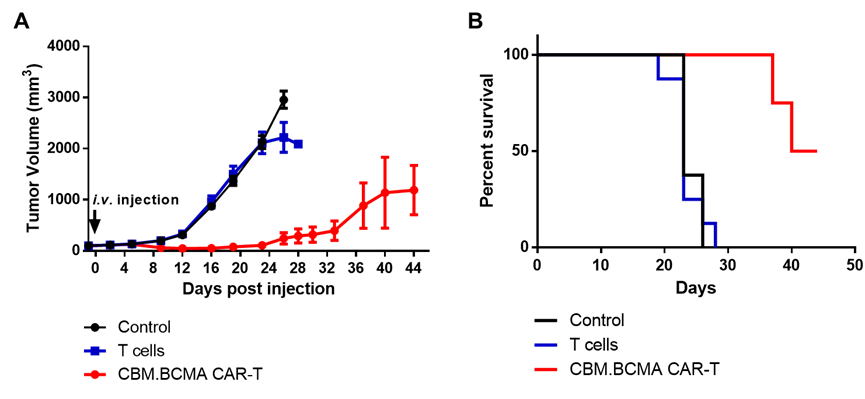 A
Tumor Volume (mm³)
4000
3000
2000
1000
0
i.v. injection
0 4 8 12 16 20 24 28 32 36 40 44
Days post injection
Control
T cells
CBM.BCMA CAR-T
B
Percent survival
100
50
0
0 10 20 30 40 50
Days
Control
T cells
CBM.BCMA CAR-T